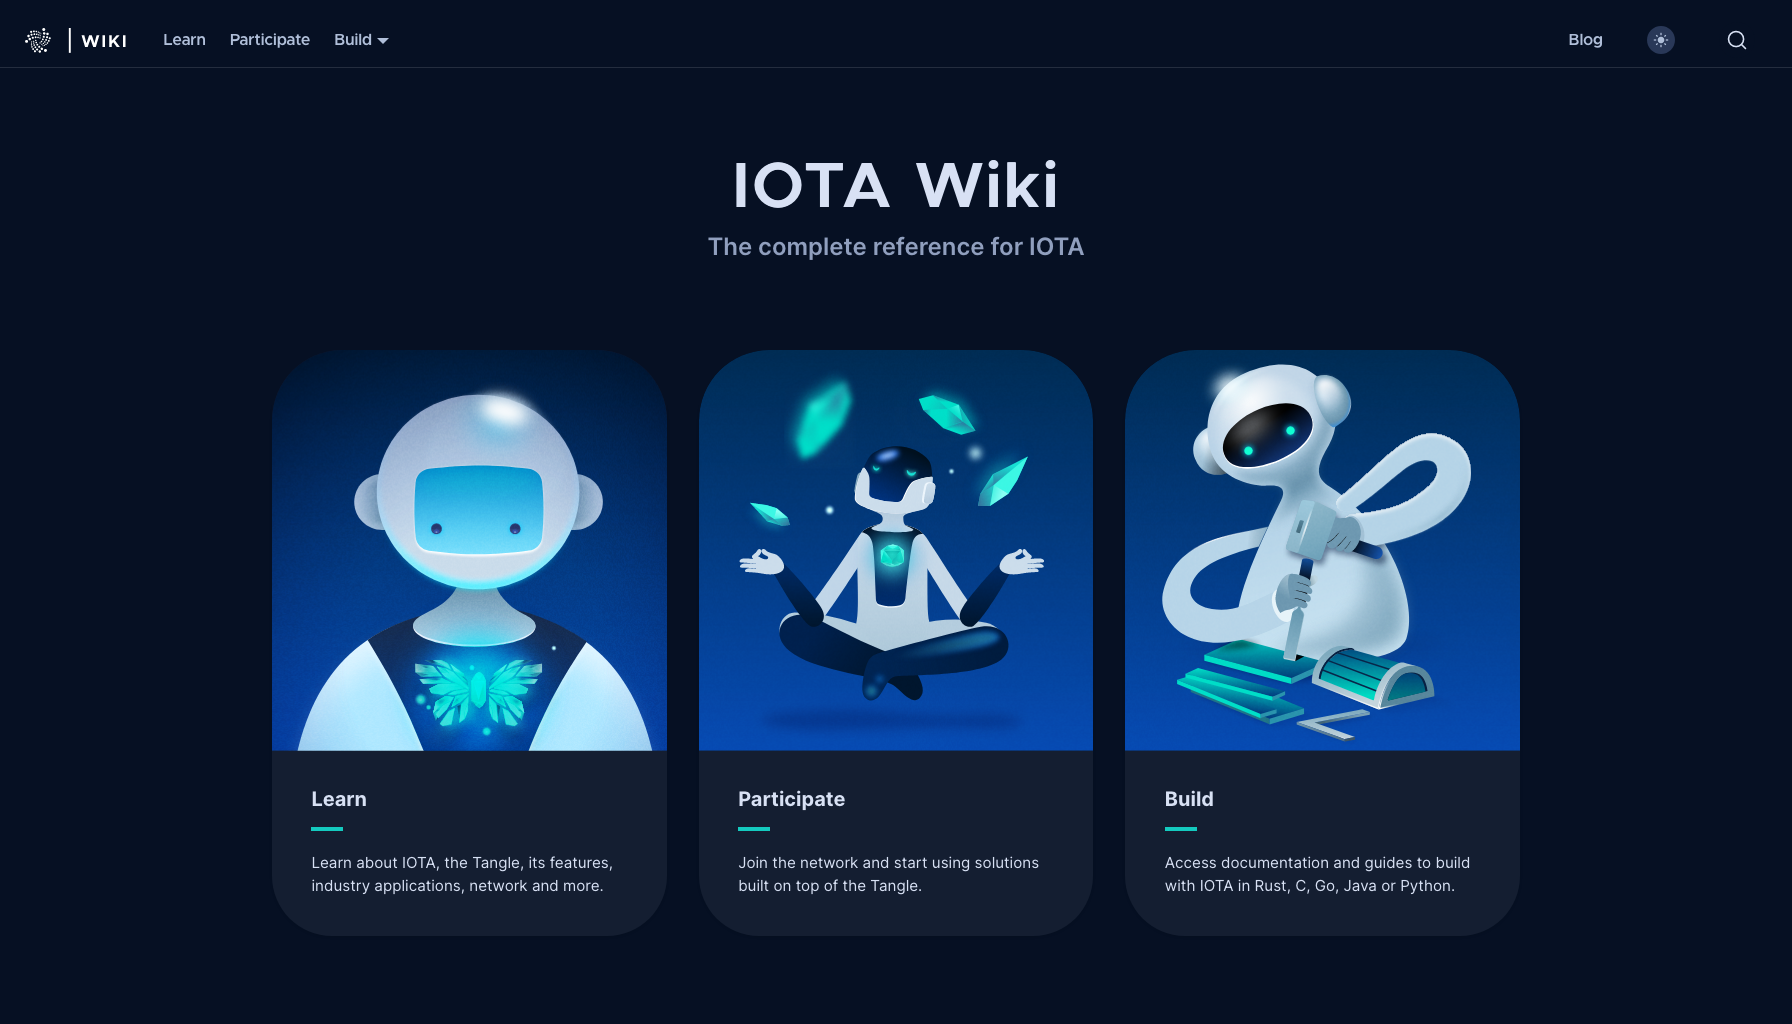 WIKI Learn Participate Build Blog
IOTA Wiki
The complete reference for IOTA
Learn
Learn about IOTA, the Tangle, its features,
industry applications, network and more.
Participate
Join the network and start using solutions
built on top of the Tangle.
Build
Access documentation and guides to build
with IOTA in Rust, C, Go, Java or Python.